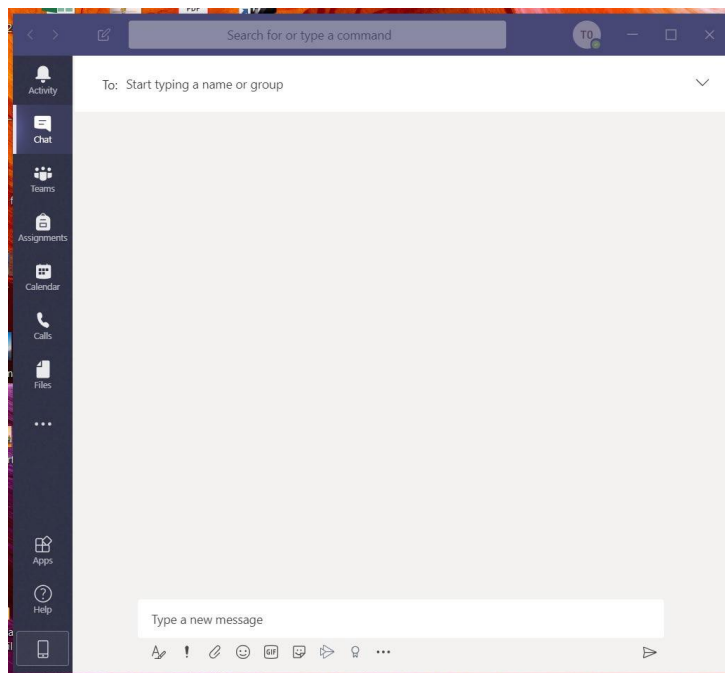 PDF
Search for or type a command
TO
Activity
To: Start typing a name or group
Chat
Teams
Assignments
Calendar
Calls
Files
Apps
Help
Type a new message
GIF